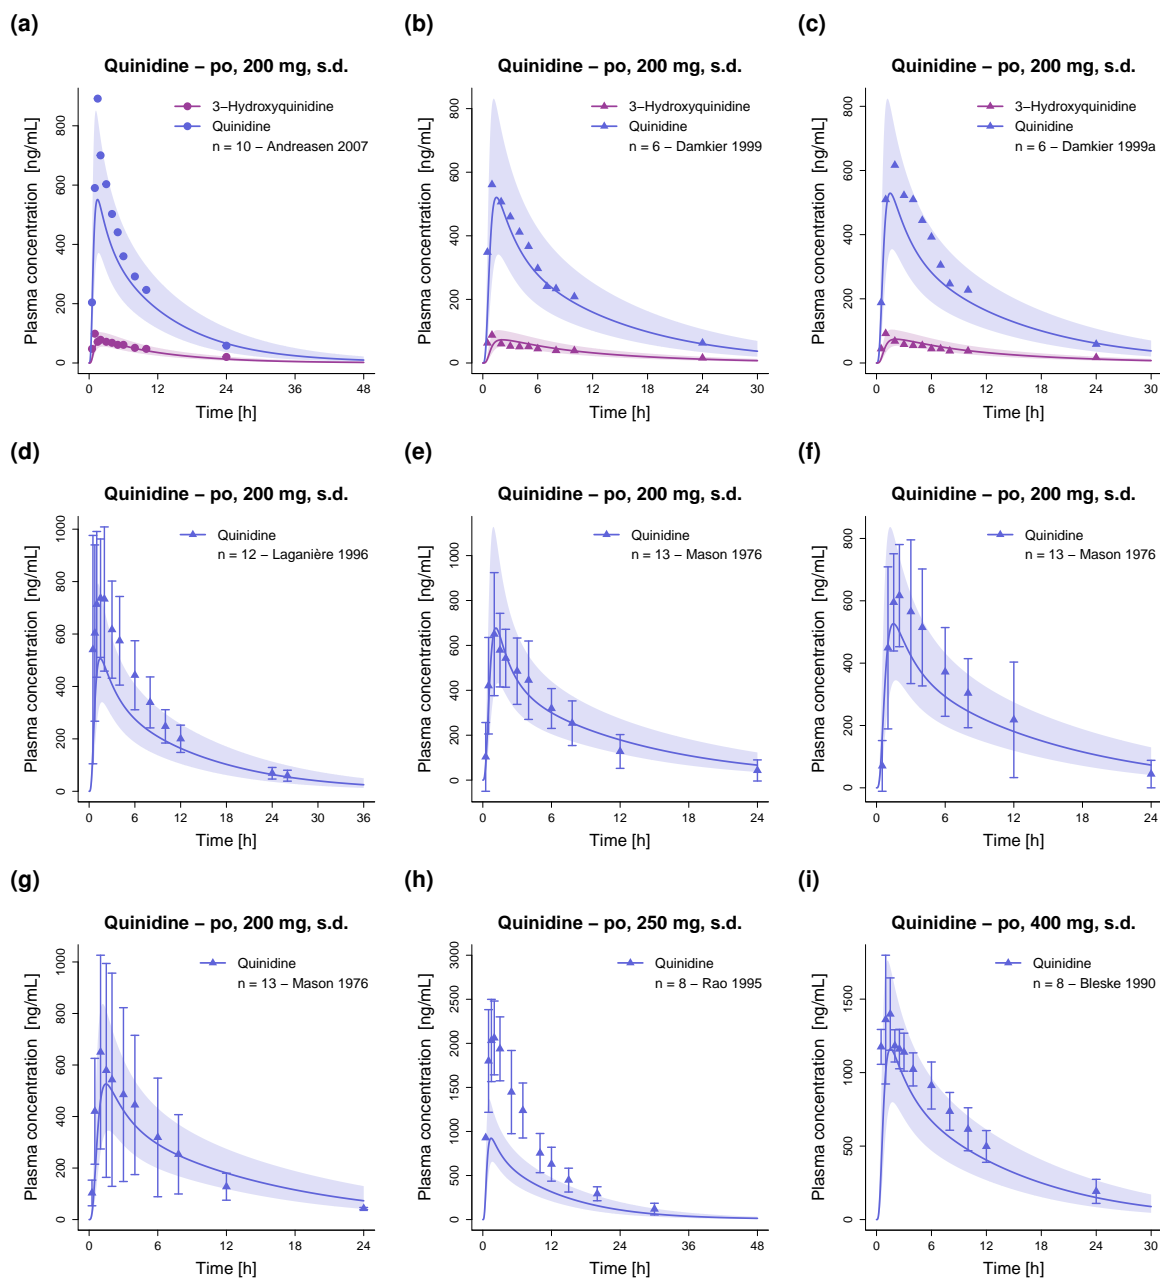 (a)
Quinidine − po, 200 mg, s.d.
3−Hydroxyquinidine
Quinidine
n = 10 − Andreasen 2007
Plasma concentration [ng/mL]
0
200
400
600
800
0
12
24
36
48
Time [h]
(b)
Quinidine − po, 200 mg, s.d.
3−Hydroxyquinidine
Quinidine
n = 6 − Damkier 1999
Plasma concentration [ng/mL]
0
200
400
600
800
0
6
12
18
24
30
Time [h]
(c)
Quinidine − po, 200 mg, s.d.
3−Hydroxyquinidine
Quinidine
n = 6 − Damkier 1999a
Plasma concentration [ng/mL]
0
200
400
600
800
0
6
12
18
24
30
Time [h]
(d)
Quinidine − po, 200 mg, s.d.
Quinidine
n = 12 − Laganière 1996
Plasma concentration [ng/mL]
0
200
400
600
800
1000
0
6
12
18
24
30
36
Time [h]
(e)
Quinidine − po, 200 mg, s.d.
Quinidine
n = 13 − Mason 1976
Plasma concentration [ng/mL]
0
200
400
600
800
1000
0
6
12
18
24
Time [h]
(f)
Quinidine − po, 200 mg, s.d.
Quinidine
n = 13 − Mason 1976
Plasma concentration [ng/mL]
0
200
400
600
800
0
6
12
18
24
Time [h]
(g)
Quinidine − po, 200 mg, s.d.
Quinidine
n = 13 − Mason 1976
Plasma concentration [ng/mL]
0
200
400
600
800
1000
0
6
12
18
24
Time [h]
(h)
Quinidine − po, 250 mg, s.d.
Quinidine
n = 8 − Rao 1995
Plasma concentration [ng/mL]
0
500
1000
1500
2000
2500
3000
0
12
24
36
48
Time [h]
(i)
Quinidine − po, 400 mg, s.d.
Quinidine
n = 8 − Bleske 1990
Plasma concentration [ng/mL]
0
500
1000
1500
0
6
12
18
24
30
Time [h]